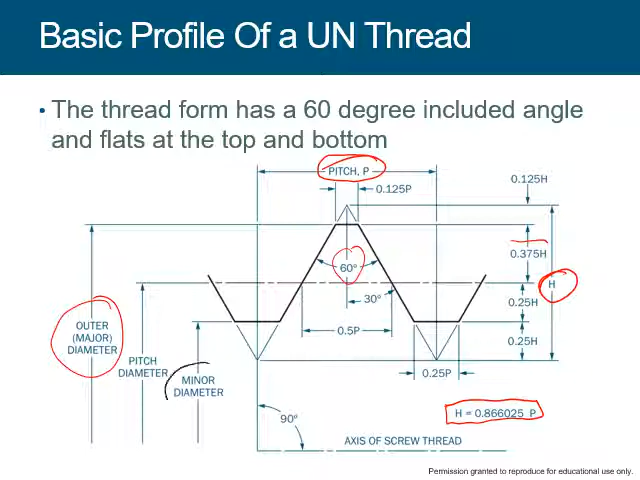 Basic Profile Of a UN Thread
• The thread form has a 60 degree included angle
and flats at the top and bottom
PITCH, P
0.125H
0.125P
0.375H
60°
H
30°
0.25H
OUTER
(MAJOR)
DIAMETER
0.5P
0.25H
PITCH
DIAMETER
0.25P
MINOR
DIAMETER
H = 0.866025 P
90°
AXIS OF SCREW THREAD
Permission granted to reproduce for educational use only.